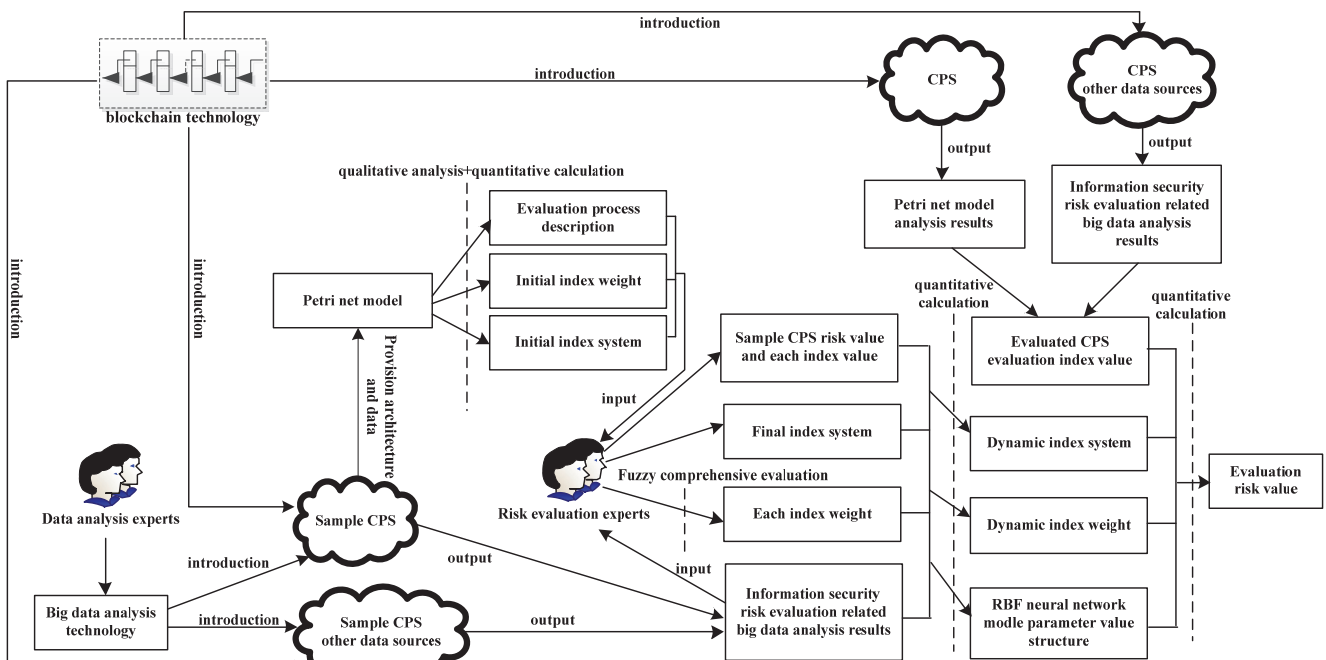 introduction
introduction
CPS
CPS
other data sources
blockchain technology
output
output
qualitative analysis+quantitative calculation
Evaluation process
description
Petri net model
analysis results
Information security
risk evaluation related
big data analysis
results
introduction
introduction
Petri net model
Initial index weight
Initial index system
quantitative
calculation
quantitative
calculation
Provision architecture
and data
Sample CPS risk value
and each index value
Evaluated CPS
evaluation index value
input
Final index system
Dynamic index system
Fuzzy comprehensive evaluation
Evaluation
risk value
Data analysis experts
Sample CPS
Risk evaluation experts
Each index weight
Dynamic index weight
introduction
output
input
Big data analysis
technology
introduction
Sample CPS
other data sources
output
Information security
risk evaluation related
big data analysis results
RBF neural network
modle parameter value
structure